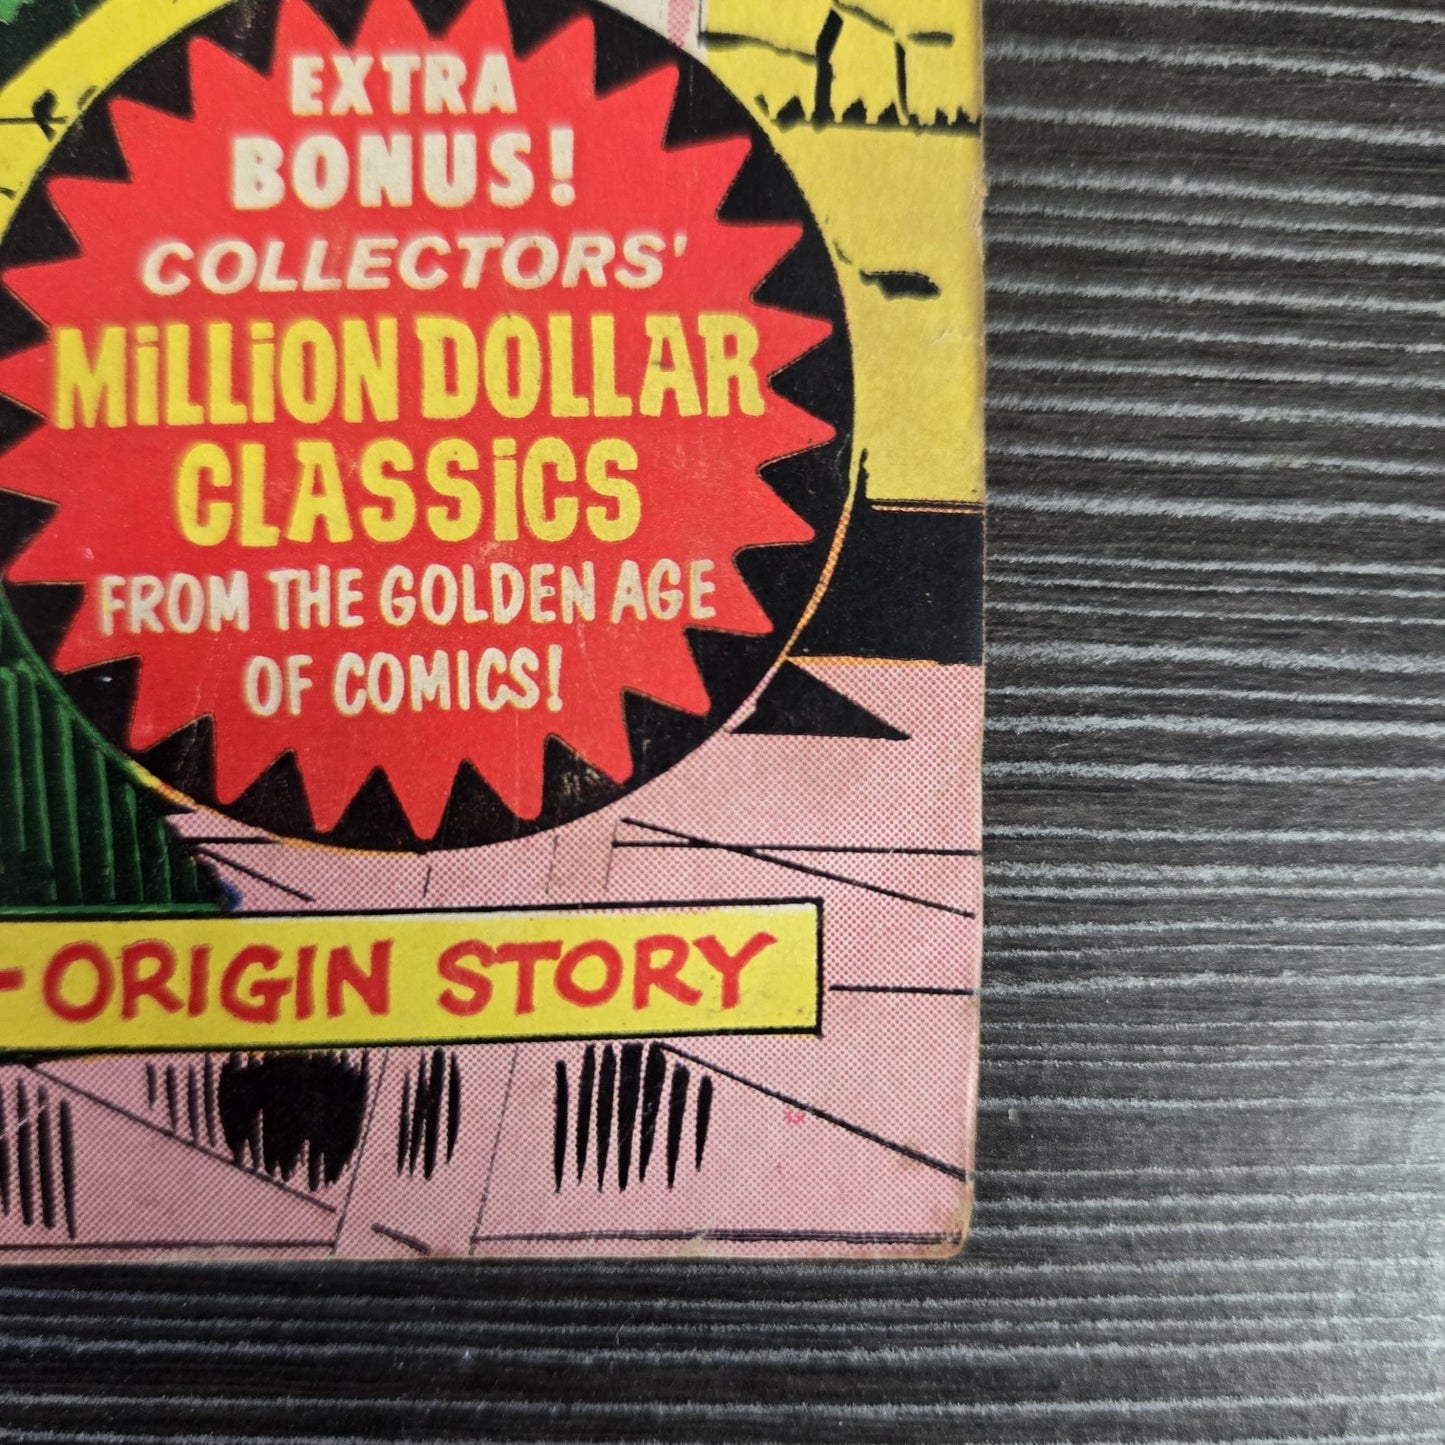 EXTRA
BONUS!
COLLECTORS'
MiLLiON DOLLAR
CLASSiCS
FROM THE GOLDEN AGE
OF COMICS!
-ORIGIN STORY